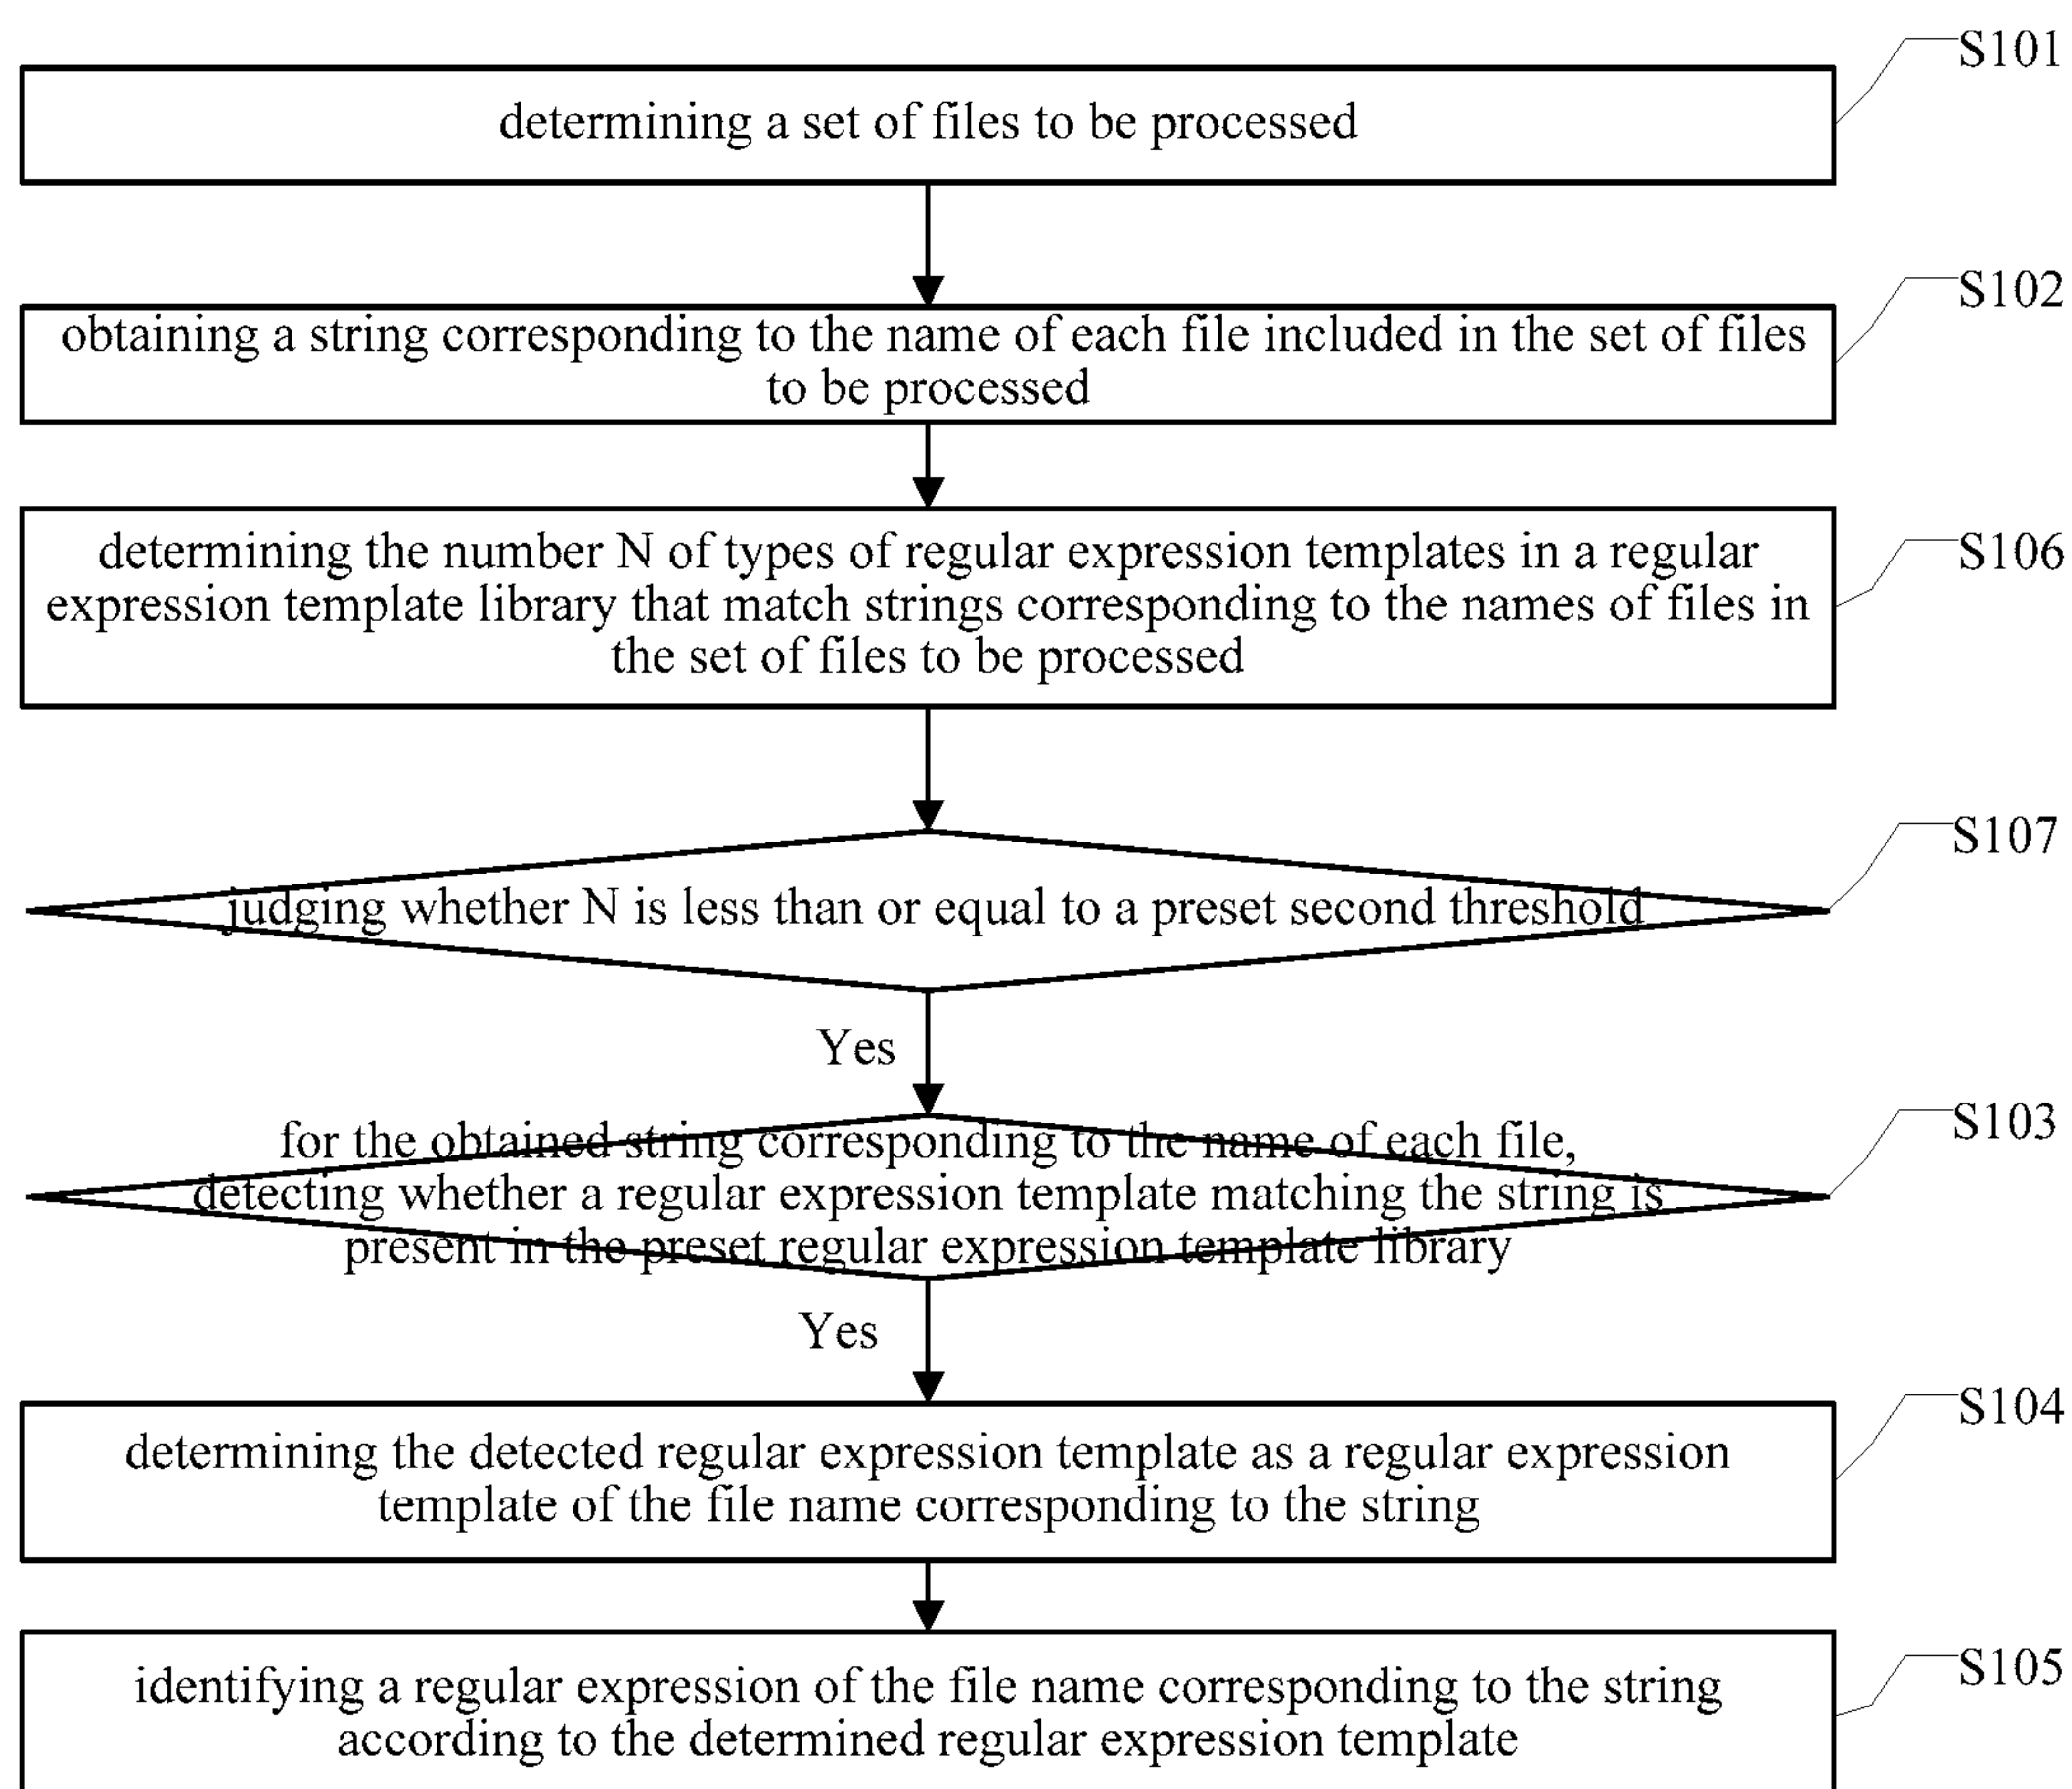 S101
determining a set of files to be processed
S102
obtaining a string corresponding to the name of each file included in the set of files
to be processed
S106
determining the number N of types of regular expression templates in a regular
expression template library that match strings corresponding to the names of files in
the set of files to be processed
S107
judging whether N is less than or equal to a preset second threshold
Yes
S103
for the obtained string corresponding to the name of each file,
detecting whether a regular expression template matching the string is
present in the preset regular expression template library
Yes
S104
determining the detected regular expression template as a regular expression
template of the file name corresponding to the string
S105
identifying a regular expression of the file name corresponding to the string
according to the determined regular expression template